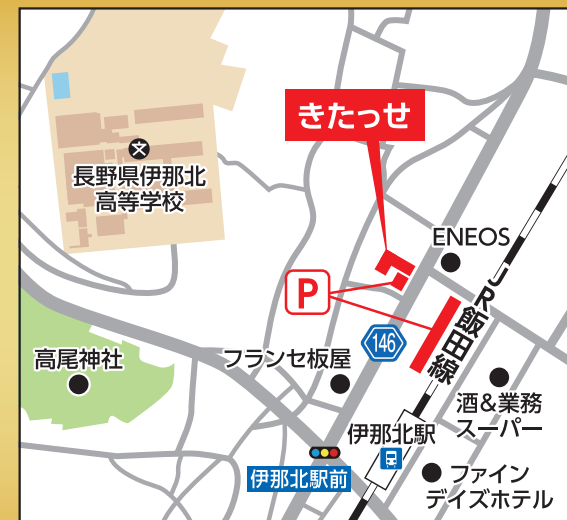 きたっせ
文
長野県伊那北
高等学校
ENEOS
P
JR飯田線
146
高尾神社
フランセ板屋
酒&業務
スーパー
伊那北駅
伊那北駅前
ファイン
デイズホテル